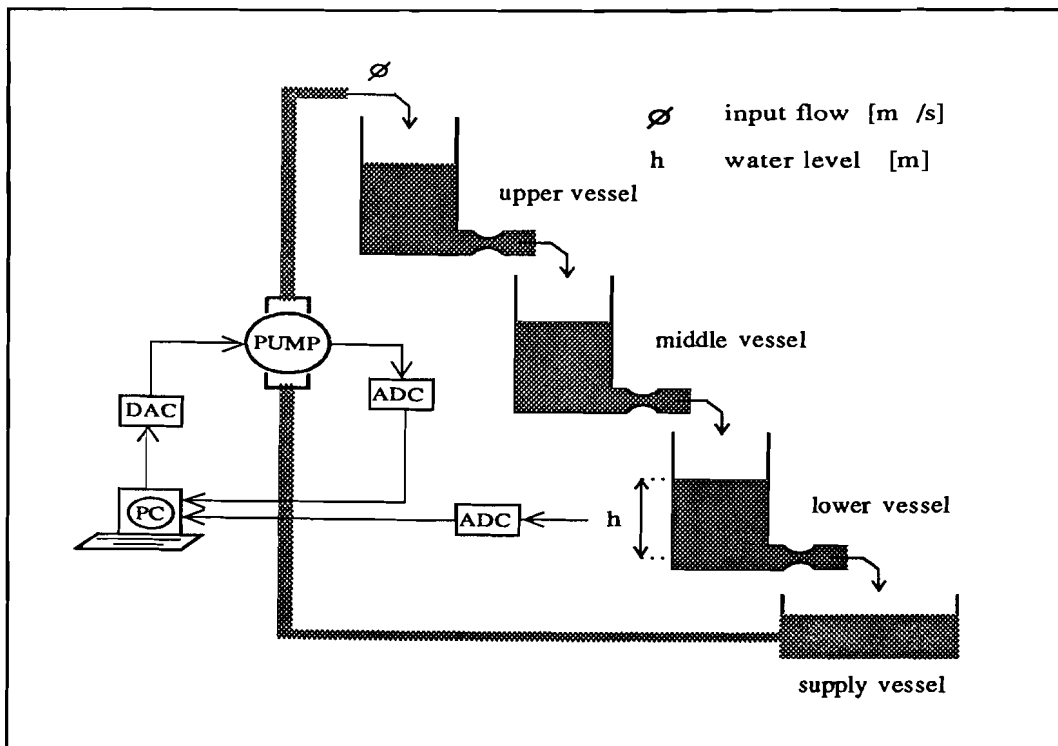 ϕ
ϕ input flow [m /s]
h water level [m]
upper vessel
PUMP
middle vessel
ADC
DAC
PC
ADC
h
lower vessel
supply vessel